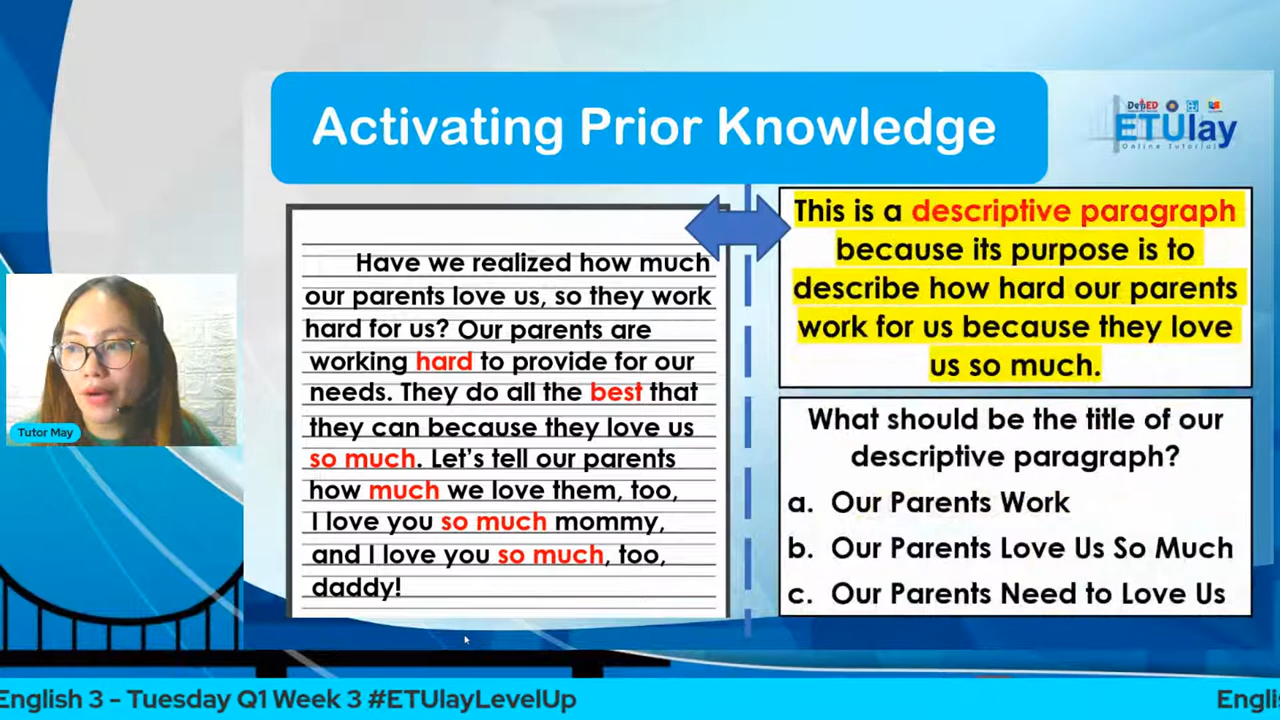 Activating Prior Knowledge
DepED
ETUlay
Online Tutorial
Have we realized how much
our parents love us, so they work
hard for us? Our parents are
working hard to provide for our
needs. They do all the best that
they can because they love us
so much. Let's tell our parents
how much we love them, too,
I love you so much mommy,
and I love you so much, too,
daddy!
This is a descriptive paragraph
because its purpose is to
describe how hard our parents
work for us because they love
us so much.
What should be the title of our
descriptive paragraph?
a. Our Parents Work
b. Our Parents Love Us So Much
c. Our Parents Need to Love Us
Tutor May
English 3 - Tuesday Q1 Week 3 #ETUlayLevelUp
Englis